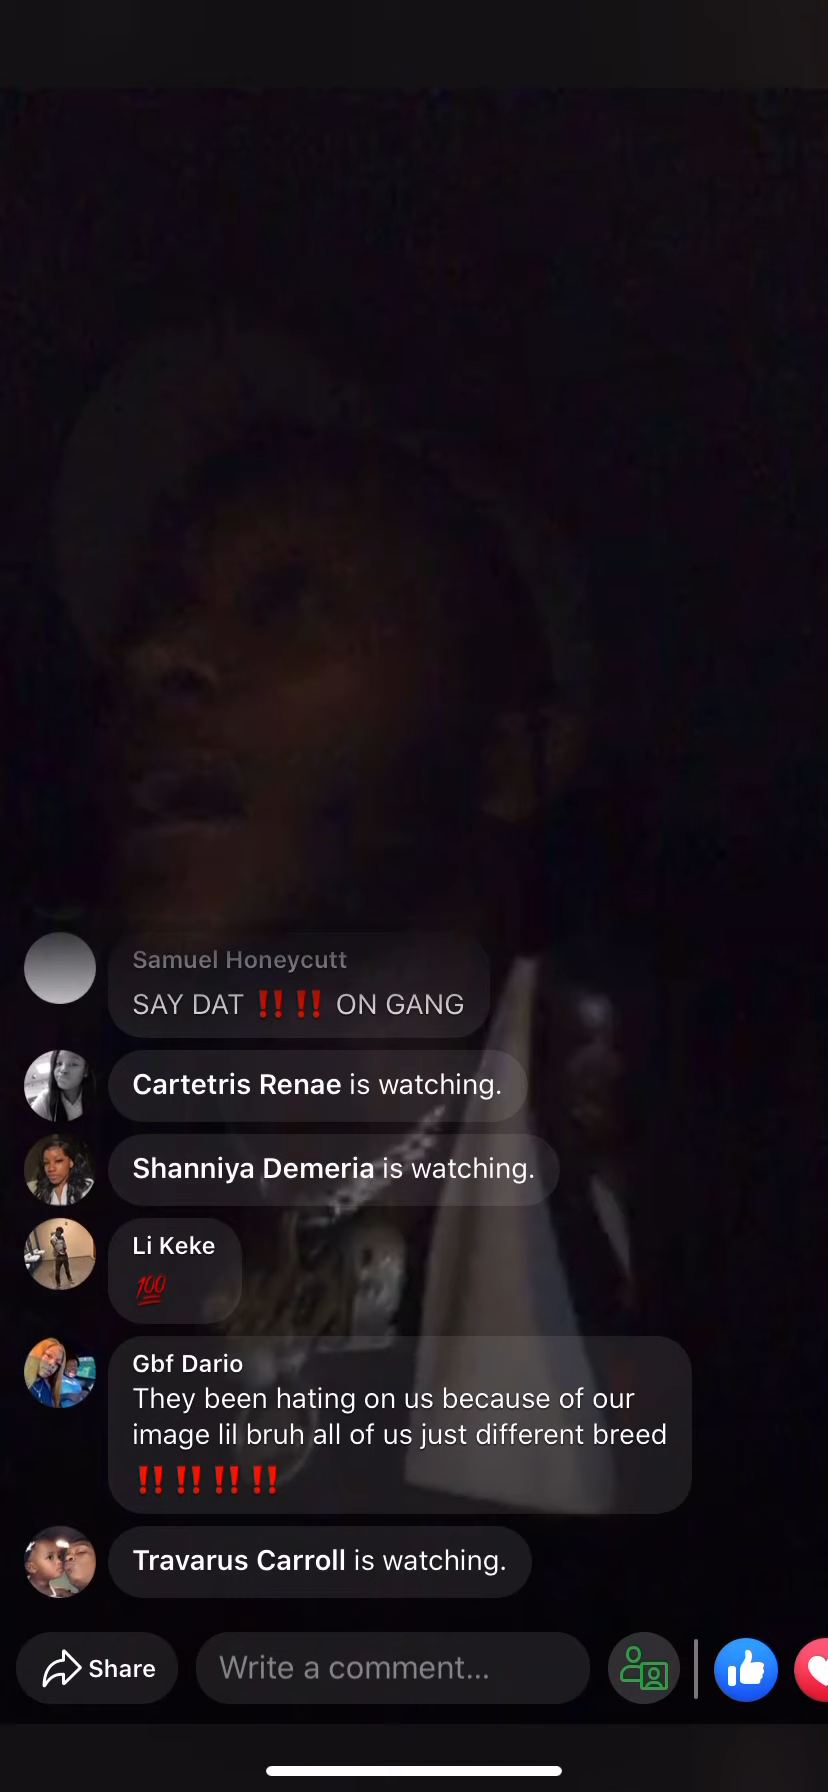 Samuel Honeycutt
SAY DAT ‼️‼️ ON GANG
Cartetris Renae is watching.
Shanniya Demeria is watching.
Li Keke
💯
Gbf Dario
They been hating on us because of our
image lil bruh all of us just different breed
‼️‼️‼️‼️
Travarus Carroll is watching.
Share
Write a comment...